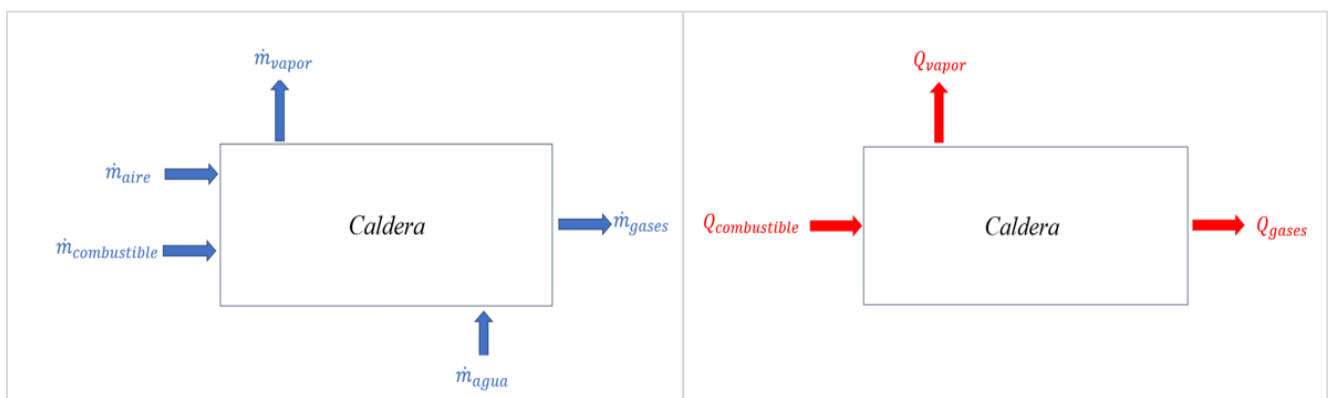 ṁvapor
ṁaire
Caldera
ṁcombustible
ṁgases
ṁagua
Qvapor
Qcombustible
Caldera
Qgases